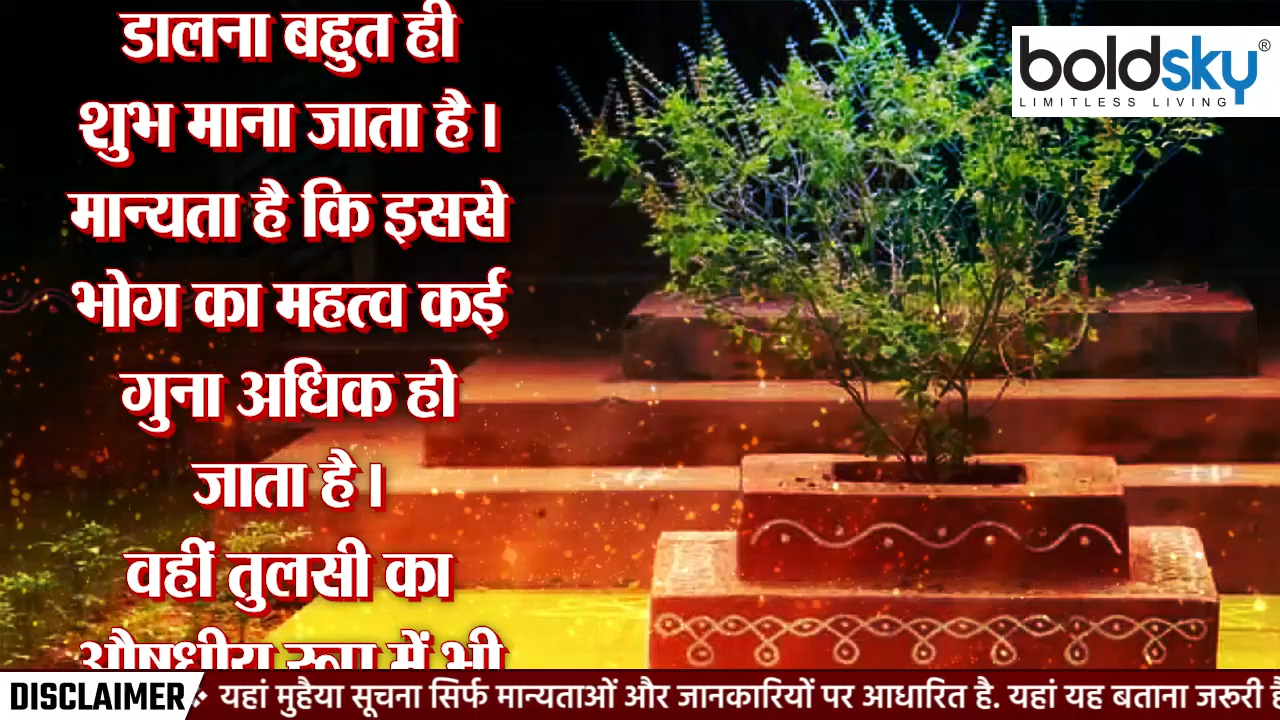 डालना बहुत ही
शुभ माना जाता है।
मान्यता है कि इससे
भोग का महत्व कई
गुना अधिक हो
जाता है।
वहीं तुलसी का
औषधीय रूप में भी
boldsky®
LIMITLESS LIVING
DISCLAIMER
यहां मुहैया सूचना सिर्फ मान्यताओं और जानकारियों पर आधारित है. यहां यह बताना जरूरी है